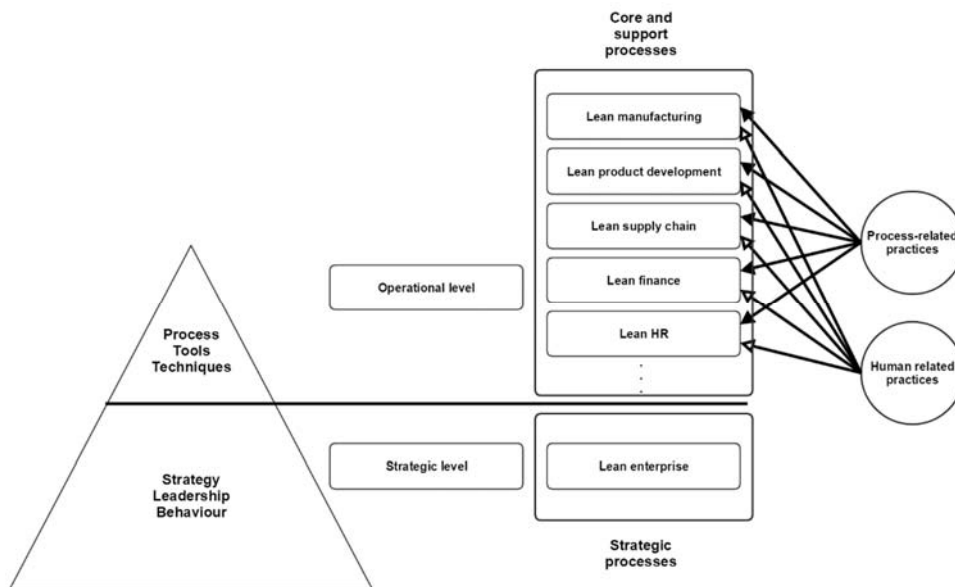 Core and
support
processes
Lean manufacturing
Lean product development
Lean supply chain
Lean finance
Lean HR
Process-related
practices
Human related
practices
Operational level
Process
Tools
Techniques
Strategic level
Lean enterprise
Strategy
Leadership
Behaviour
Strategic
processes